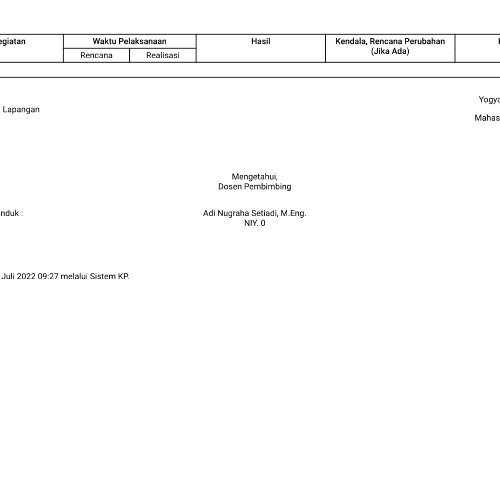 egiatan Waktu Pelaksanaan Hasil Kendala, Rencana Perubahan
Rencana Realisasi (Jika Ada)
Yogya
Lapangan
Mahas
Mengetahui,
Dosen Pembimbing
nduk : Adi Nugraha Setiadi, M.Eng.
NIY. 0
Juli 2022 09:27 melalui Sistem KP.